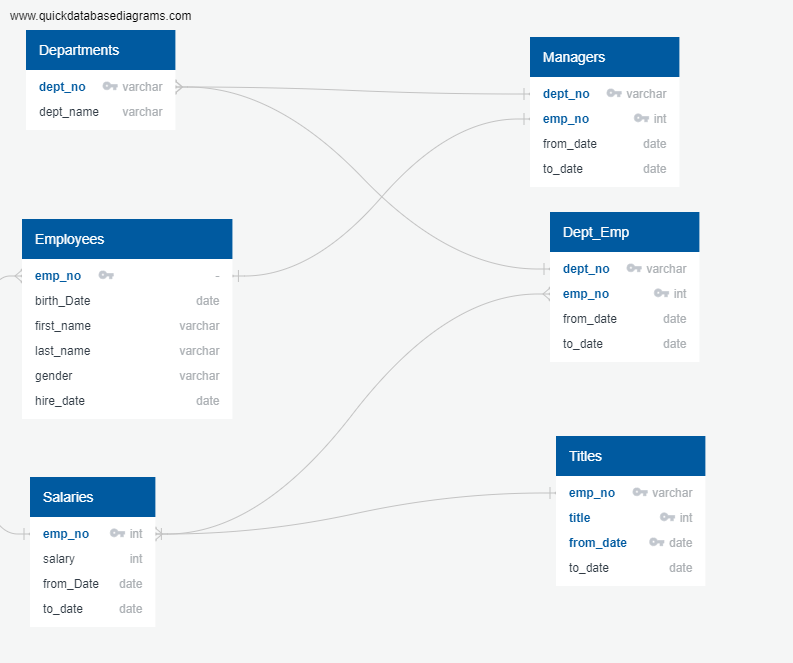 www.quickdatabasediagrams.com
Departments
dept_no varchar
dept_name varchar
Managers
dept_no varchar
emp_no int
from_date date
to_date date
Employees
emp_no -
birth_Date date
first_name varchar
last_name varchar
gender varchar
hire_date date
Dept_Emp
dept_no varchar
emp_no int
from_date date
to_date date
Salaries
emp_no int
salary int
from_Date date
to_date date
Titles
emp_no varchar
title int
from_date date
to_date date